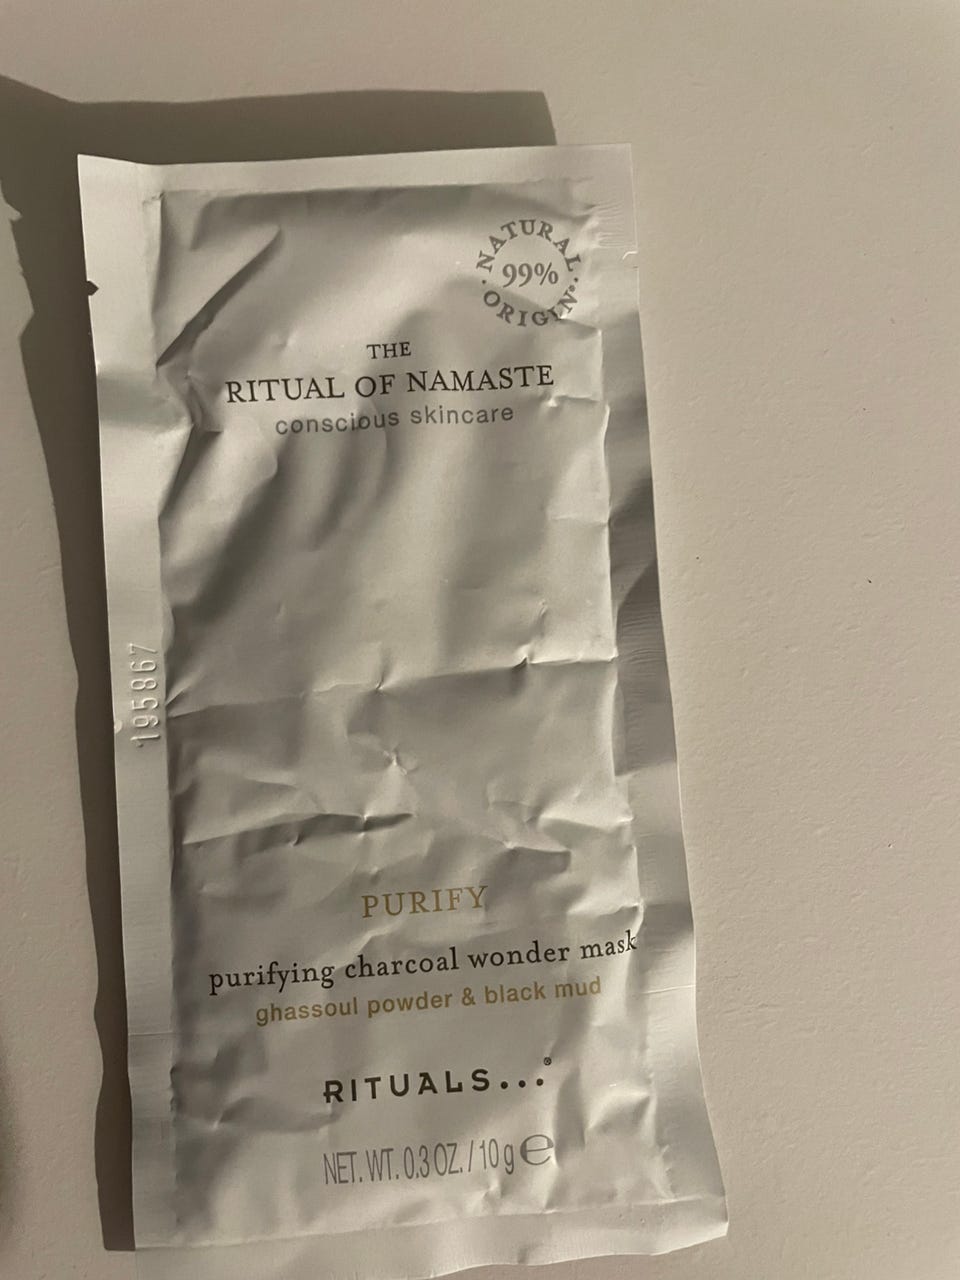 NATURAL
99%
ORIGIN°
THE
RITUAL OF NAMASTE
conscious skincare
195867
PURIFY
purifying charcoal wonder mask
ghassoul powder & black mud
RITUALS...®
NET. WT. 0.3 OZ. / 10 g ℮